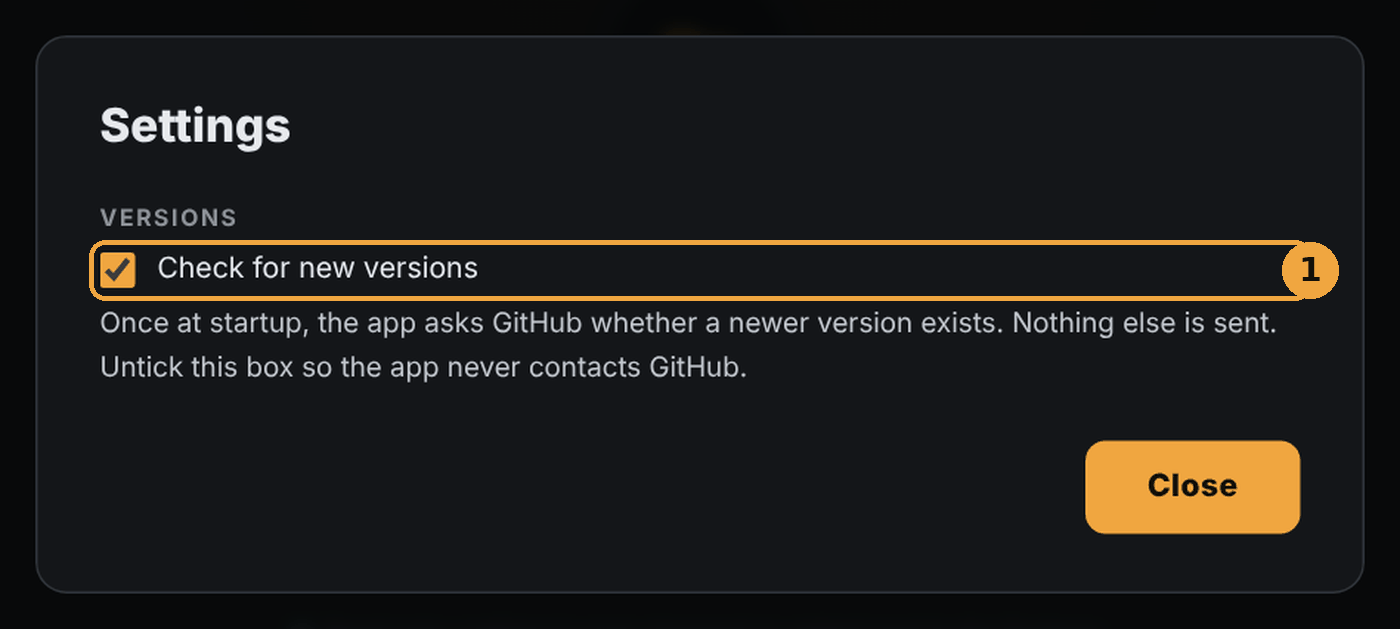 Settings
VERSIONS
Check for new versions
1
Once at startup, the app asks GitHub whether a newer version exists. Nothing else is sent.
Untick this box so the app never contacts GitHub.
Close